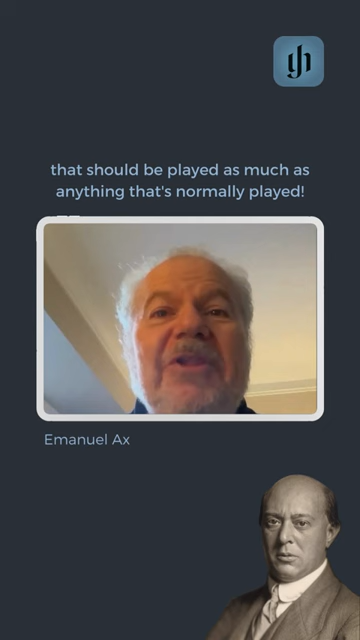 that should be played as much as
anything that's normally played!
Emanuel Ax